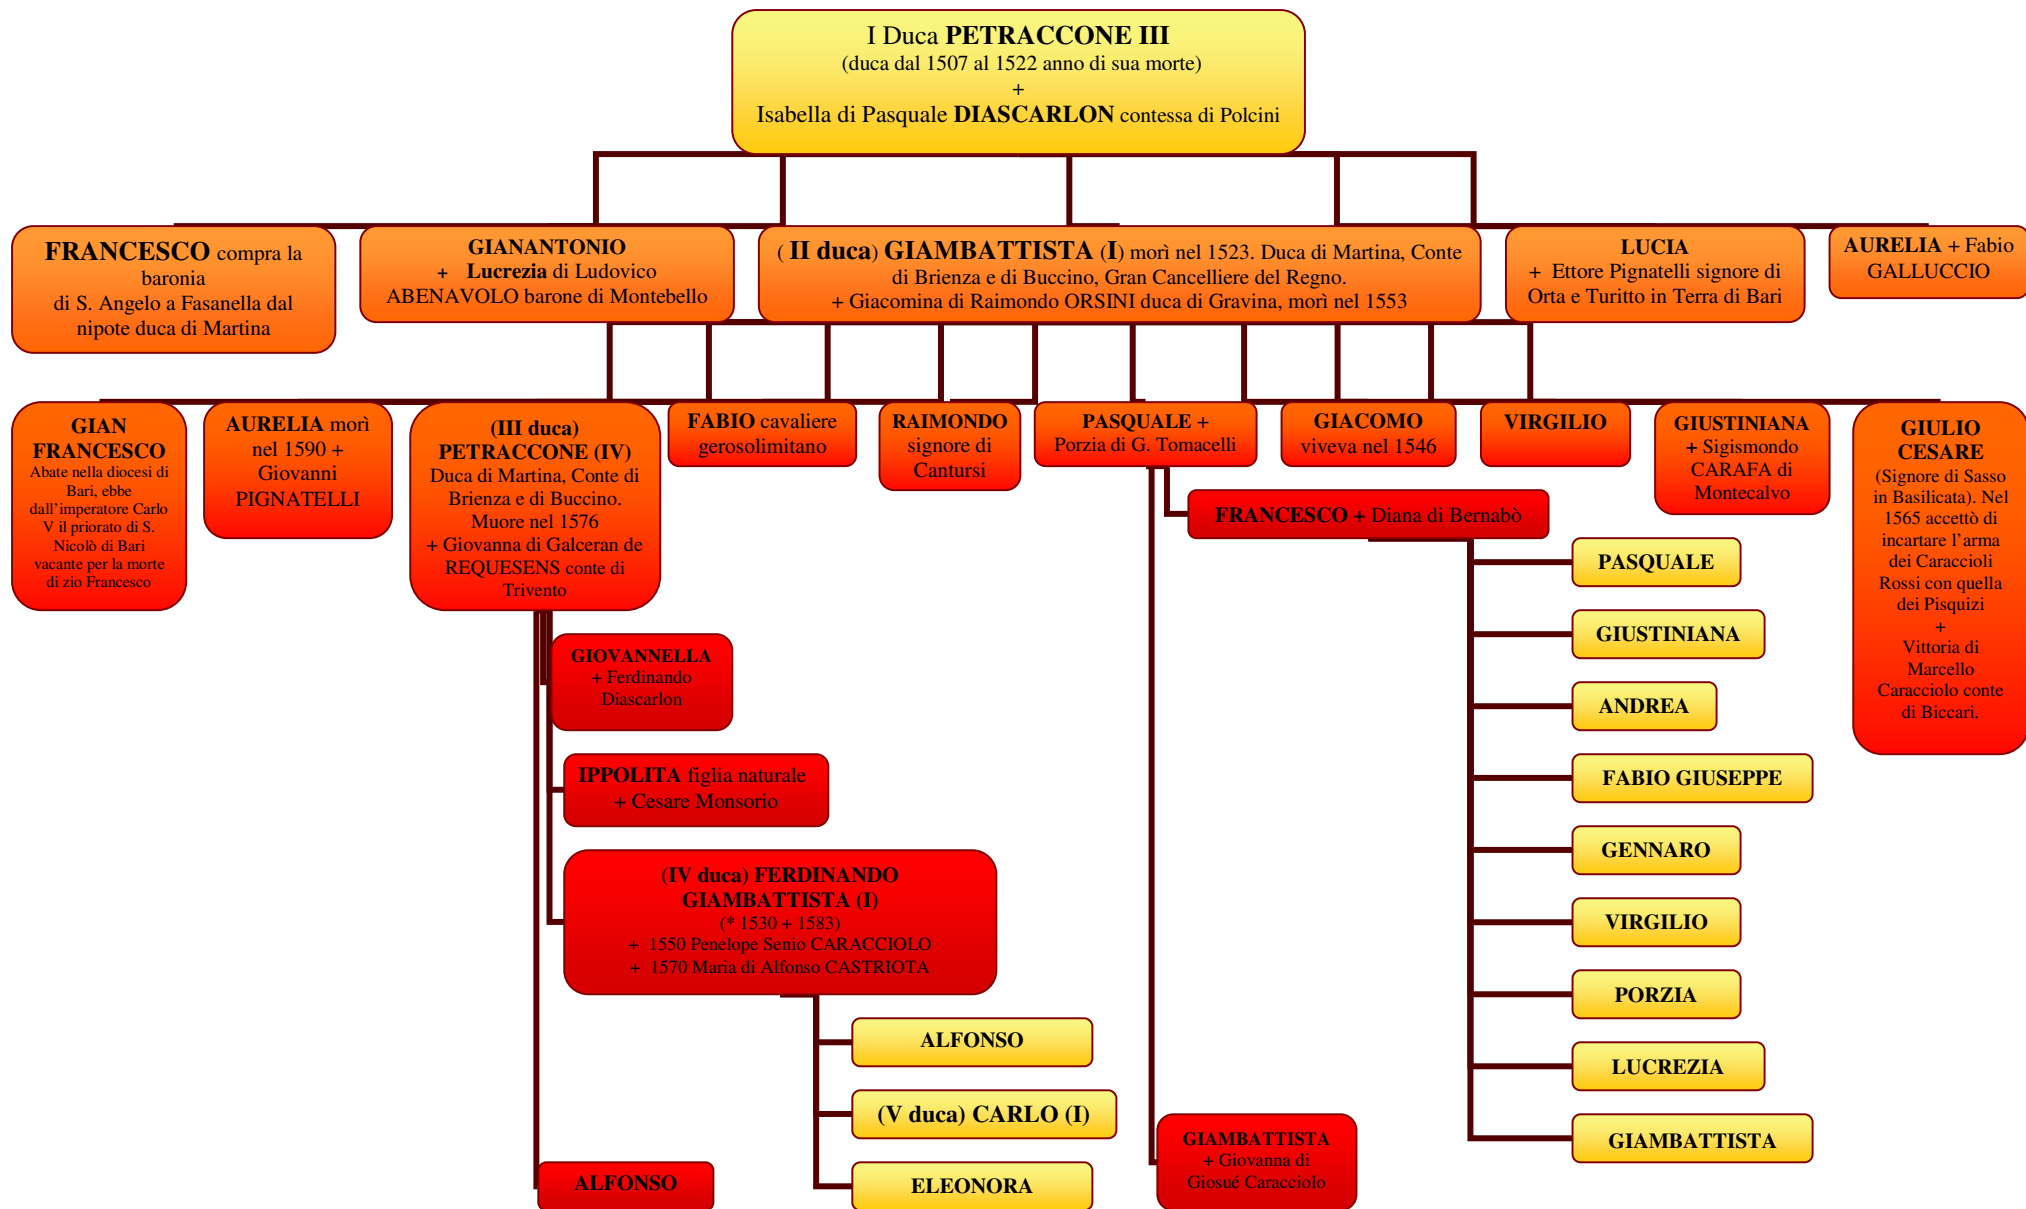 I Duca PETRACCONE III
(duca dal 1507 al 1522 anno di sua morte)
+
Isabella di Pasquale DIASCARLON contessa di Polcini
FRANCESCO compra la
baronia
di S. Angelo a Fasanella dal
nipote duca di Martina
GIANANTONIO
+ Lucrezia di Ludovico
ABENAVOLO barone di Montebello
( II duca) GIAMBATTISTA (I) morì nel 1523. Duca di Martina, Conte
di Brienza e di Buccino, Gran Cancelliere del Regno.
+ Giacomina di Raimondo ORSINI duca di Gravina, morì nel 1553
LUCIA
+ Ettore Pignatelli signore di
Orta e Turitto in Terra di Bari
AURELIA + Fabio
GALLUCCIO
GIAN
FRANCESCO
Abate nella diocesi di
Bari, ebbe
dall’imperatore Carlo
V il priorato di S.
Nicolò di Bari
vacante per la morte
di zio Francesco
AURELIA morì
nel 1590 +
Giovanni
PIGNATELLI
(III duca)
PETRACCONE (IV)
Duca di Martina, Conte di
Brienza e di Buccino.
Muore nel 1576
+ Giovanna di Galceran de
REQUESENS conte di
Trivento
FABIO cavaliere
gerosolimitano
RAIMONDO
signore di
Cantursi
PASQUALE +
Porzia di G. Tomacelli
GIACOMO
viveva nel 1546
VIRGILIO
GIUSTINIANA
+ Sigismondo
CARAFA di
Montecalvo
GIULIO
CESARE
(Signore di Sasso
in Basilicata). Nel
1565 accettò di
incartare l’arma
dei Caraccioli
Rossi con quella
dei Pisquizi
+
Vittoria di
Marcello
Caracciolo conte
di Biccari.
GIOVANNELLA
+ Ferdinando
Diascarlon
IPPOLITA figlia naturale
+ Cesare Monsorio
(IV duca) FERDINANDO
GIAMBATTISTA (I)
(* 1530 + 1583)
+ 1550 Penelope Senio CARACCIOLO
+ 1570 Maria di Alfonso CASTRIOTA
ALFONSO
(V duca) CARLO (I)
ELEONORA
ALFONSO
FRANCESCO + Diana di Bernabò
PASQUALE
GIUSTINIANA
ANDREA
FABIO GIUSEPPE
GENNARO
VIRGILIO
PORZIA
LUCREZIA
GIAMBATTISTA
GIAMBATTISTA
+ Giovanna di
Giosué Caracciolo